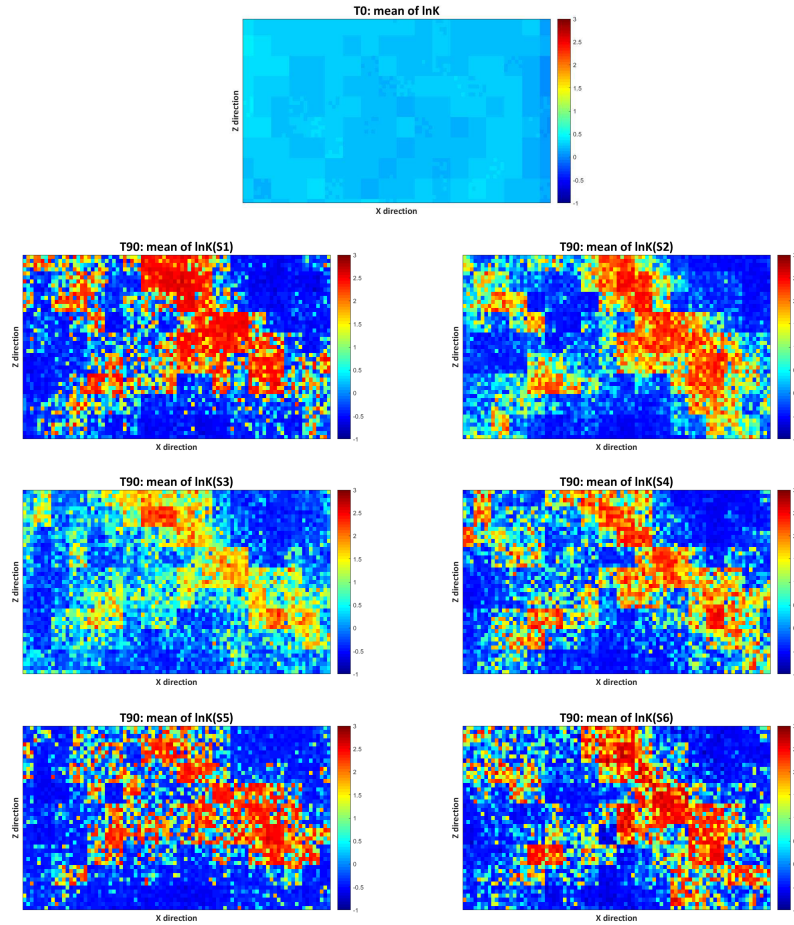 T0: mean of lnK
3
2.5
2
1.5
1
0.5
0
-0.5
-1
Z direction
X direction
T90: mean of lnK(S1)
3
2.5
2
1.5
1
0.5
0
-0.5
-1
Z direction
X direction
T90: mean of lnK(S2)
Z direction
X direction
T90: mean of lnK(S3)
3
2.5
2
1.5
1
0.5
0
-0.5
-1
Z direction
X direction
T90: mean of lnK(S4)
Z direction
X direction
T90: mean of lnK(S5)
3
2.5
2
1.5
1
0.5
0
-0.5
-1
Z direction
X direction
T90: mean of lnK(S6)
Z direction
X direction